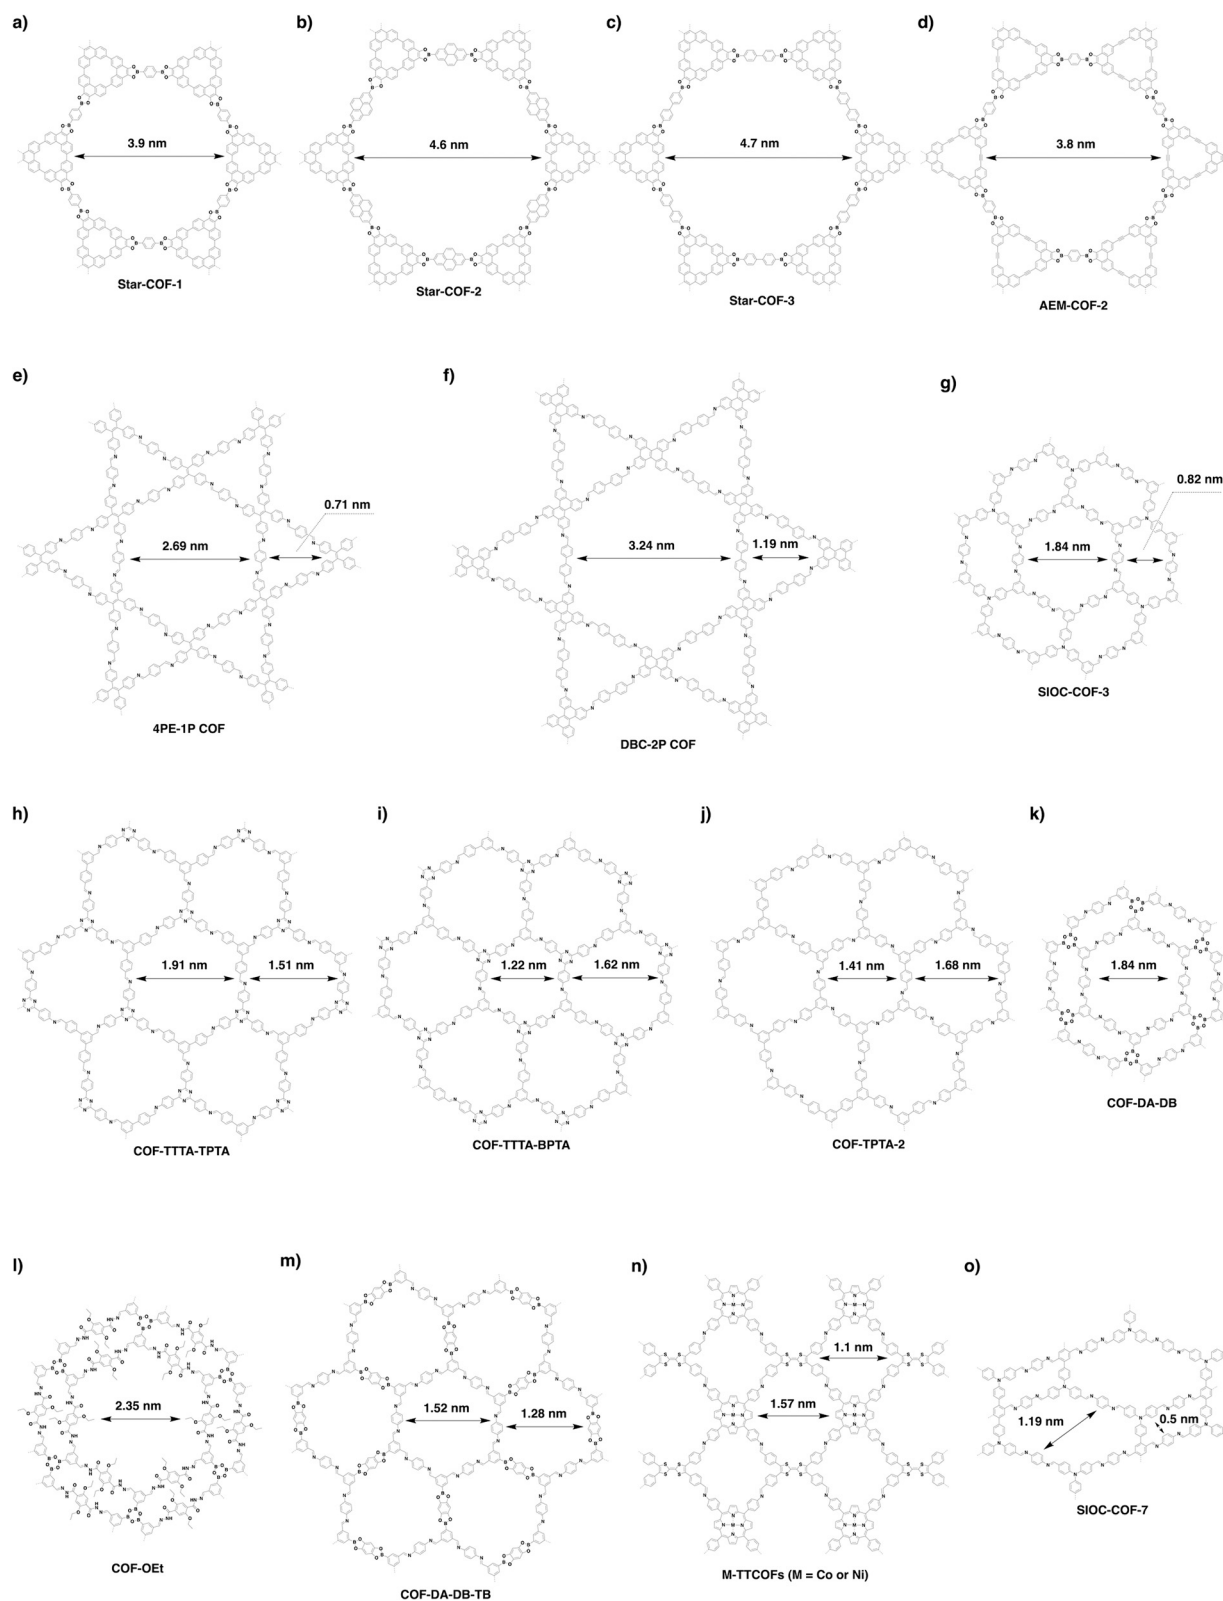 a)
b)
c)
d)
3.9 nm
4.6 nm
4.7 nm
3.8 nm
Star-COF-1
Star-COF-2
Star-COF-3
AEM-COF-2
e)
f)
g)
0.71 nm
2.69 nm
3.24 nm
1.19 nm
0.82 nm
1.84 nm
4PE-1P COF
DBC-2P COF
SIOC-COF-3
h)
i)
j)
k)
1.91 nm
1.51 nm
1.22 nm
1.62 nm
1.41 nm
1.68 nm
1.84 nm
COF-TTTA-TPTA
COF-TTTA-BPTA
COF-TPTA-2
COF-DA-DB
l)
m)
n)
o)
2.35 nm
1.52 nm
1.28 nm
1.1 nm
1.57 nm
1.19 nm
0.5 nm
COF-OEt
COF-DA-DB-TB
M-TTCOFs (M = Co or Ni)
SIOC-COF-7